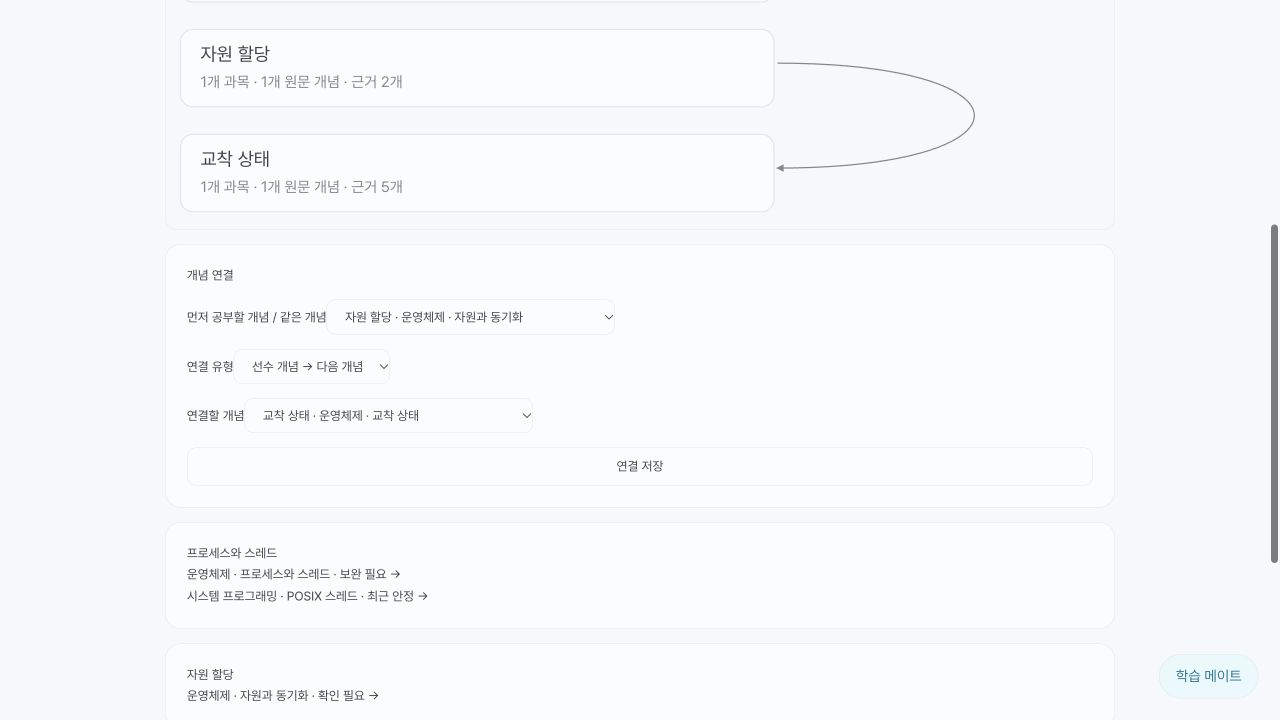 자원 할당
1개 과목 · 1개 원문 개념 · 근거 2개
교착 상태
1개 과목 · 1개 원문 개념 · 근거 5개
개념 연결
먼저 공부할 개념 / 같은 개념 자원 할당 · 운영체제 · 자원과 동기화
연결 유형 선수 개념 → 다음 개념
연결할 개념 교착 상태 · 운영체제 · 교착 상태
연결 저장
프로세스와 스레드
운영체제 · 프로세스와 스레드 · 보완 필요 →
시스템 프로그래밍 · POSIX 스레드 · 최근 안정 →
자원 할당
운영체제 · 자원과 동기화 · 확인 필요 →
학습 메이트